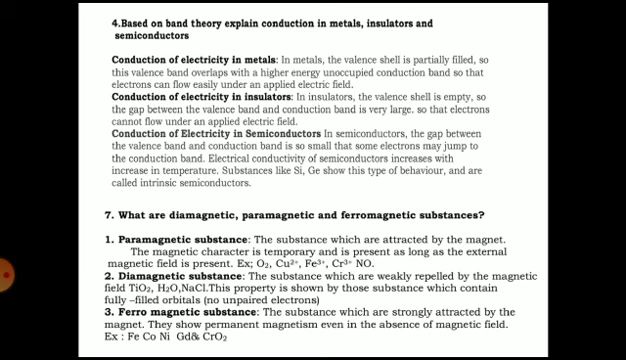 4.Based on band theory explain conduction in metals, insulators and
semiconductors
Conduction of electricity in metals: In metals, the valence shell is partially filled, so
this valence band overlaps with a higher energy unoccupied conduction band so that
electrons can flow easily under an applied electric field.
Conduction of electricity in insulators: In insulators, the valence shell is empty, so
the gap between the valence band and conduction band is very large. so that electrons
cannot flow under an applied electric field.
Conduction of Electricity in Semiconductors In semiconductors, the gap between
the valence band and conduction band is so small that some electrons may jump to
the conduction band. Electrical conductivity of semiconductors increases with
increase in temperature. Substances like Si, Ge show this type of behaviour, and are
called intrinsic semiconductors.
7. What are diamagnetic, paramagnetic and ferromagnetic substances?
1. Paramagnetic substance: The substance which are attracted by the magnet.
The magnetic character is temporary and is present as long as the external
magnetic field is present. Ex; O₂, Cu²⁺, Fe³⁺, Cr³⁺ NO.
2. Diamagnetic substance: The substance which are weakly repelled by the magnetic
field TiO₂, H₂O,NaCl.This property is shown by those substance which contain
fully –filled orbitals (no unpaired electrons)
3. Ferro magnetic substance: The substance which are strongly attracted by the
magnet. They show permanent magnetism even in the absence of magnetic field.
Ex : Fe Co Ni Gd& CrO₂